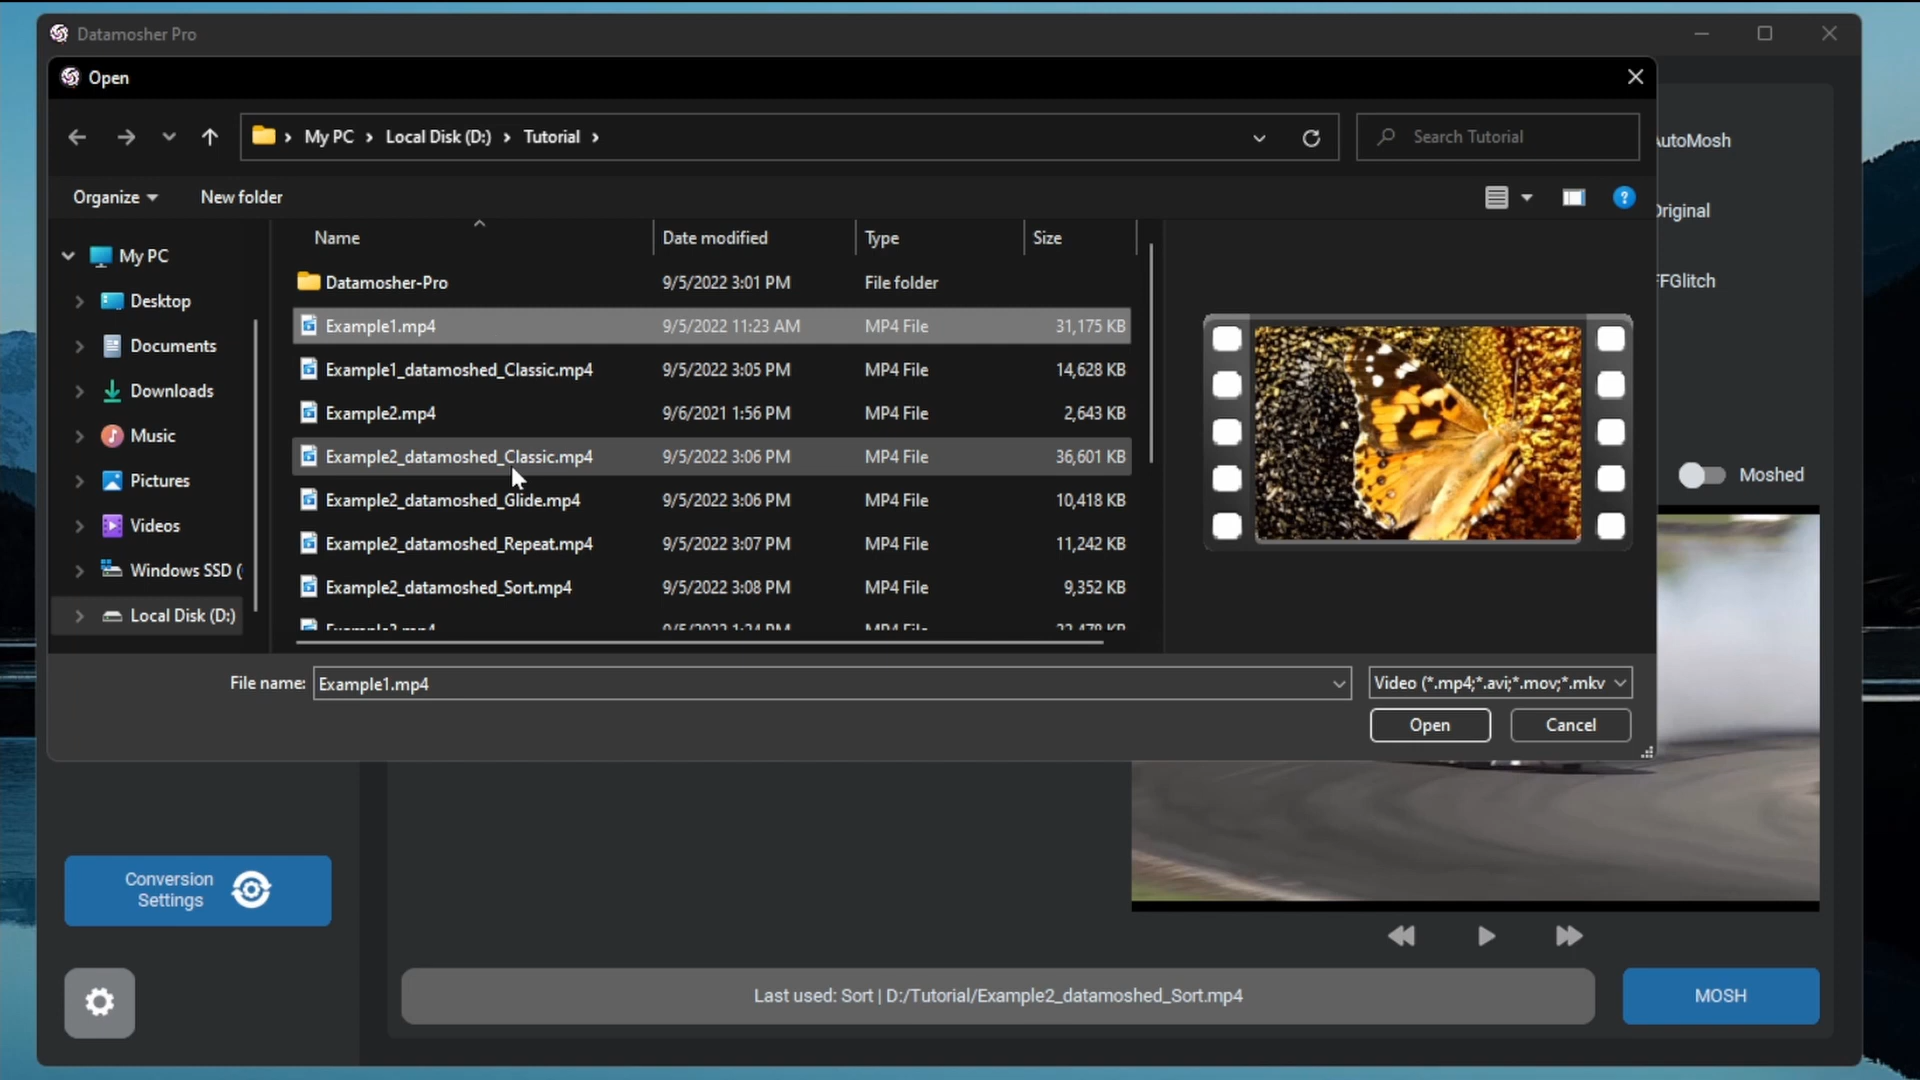 Datamosher Pro
Open
My PC > Local Disk (D:) > Tutorial >
Search Tutorial
Organize
New folder
Name
Date modified
Type
Size
My PC
Desktop
Documents
Downloads
Music
Pictures
Videos
Windows SSD (
Local Disk (D:)
Datamosher-Pro 9/5/2022 3:01 PM File folder
Example1.mp4 9/5/2022 11:23 AM MP4 File 31,175 KB
Example1_datamoshed_Classic.mp4 9/5/2022 3:05 PM MP4 File 14,628 KB
Example2.mp4 9/6/2021 1:56 PM MP4 File 2,643 KB
Example2_datamoshed_Classic.mp4 9/5/2022 3:06 PM MP4 File 36,601 KB
Example2_datamoshed_Glide.mp4 9/5/2022 3:06 PM MP4 File 10,418 KB
Example2_datamoshed_Repeat.mp4 9/5/2022 3:07 PM MP4 File 11,242 KB
Example2_datamoshed_Sort.mp4 9/5/2022 3:08 PM MP4 File 9,352 KB
File name: Example1.mp4
Video (*.mp4;*.avi;*.mov;*.mkv
Open
Cancel
AutoMosh
Original
FFGlitch
Moshed
Conversion
Settings
Last used: Sort | D:/Tutorial/Example2_datamoshed_Sort.mp4
MOSH